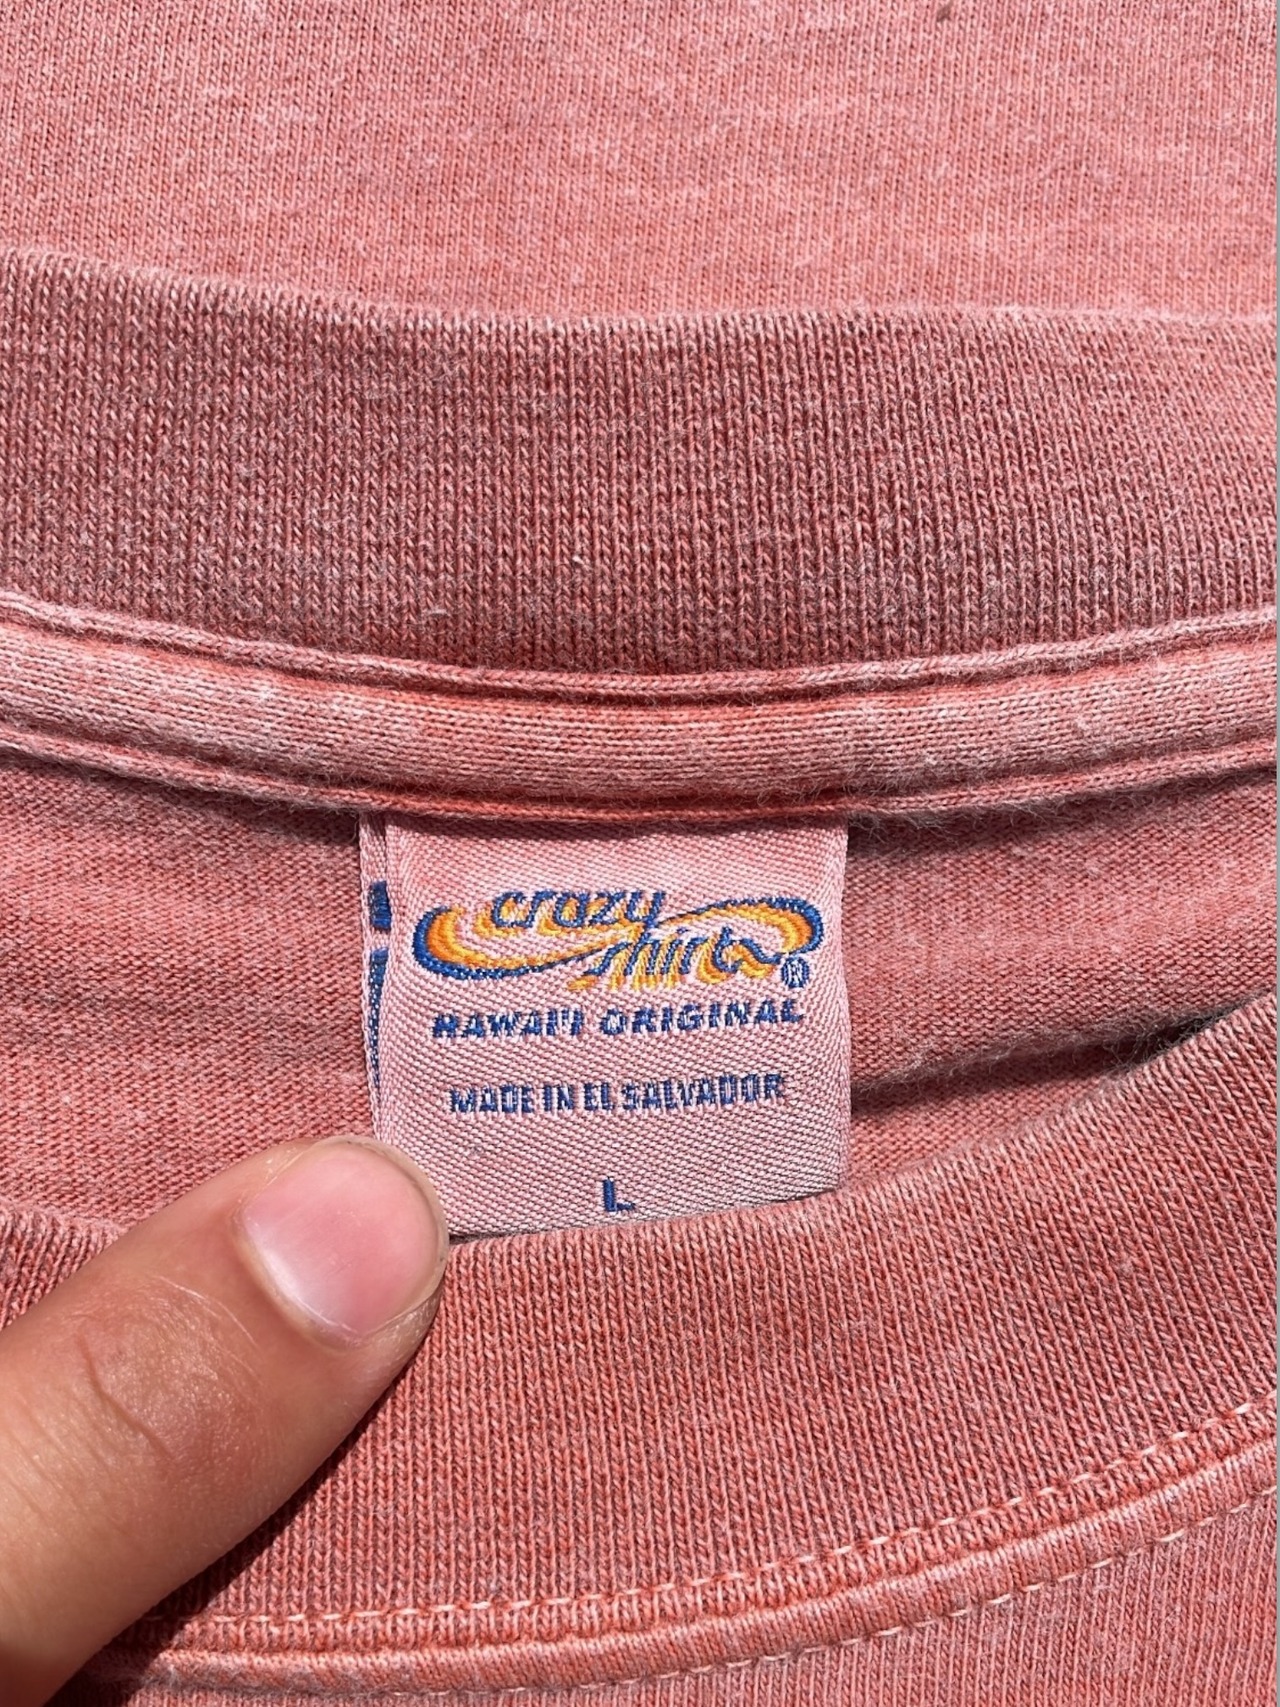 crazy
shirts®
HAWAI'I ORIGINAL
MADE IN EL SALVADOR
L